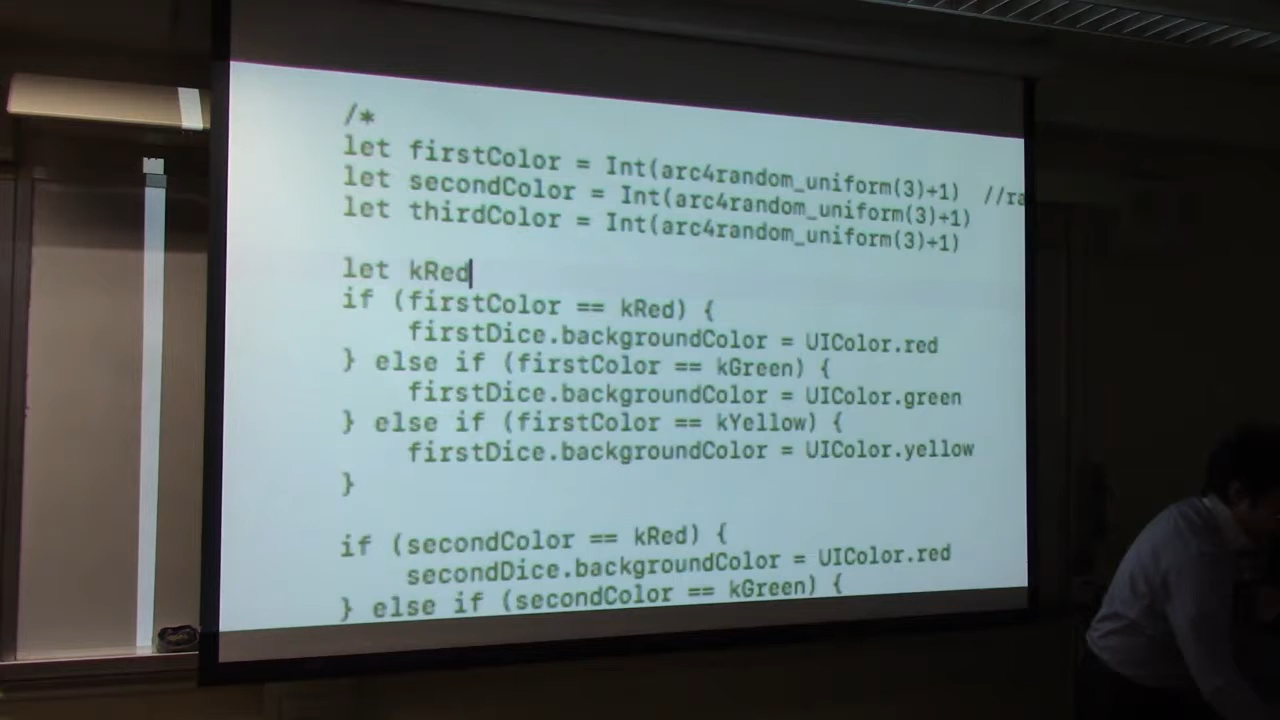 /*
let firstColor = Int(arc4random_uniform(3)+1) //ra
let secondColor = Int(arc4random_uniform(3)+1)
let thirdColor = Int(arc4random_uniform(3)+1)
let kRed
if (firstColor == kRed) {
firstDice.backgroundColor = UIColor.red
} else if (firstColor == kGreen) {
firstDice.backgroundColor = UIColor.green
} else if (firstColor == kYellow) {
firstDice.backgroundColor = UIColor.yellow
}
if (secondColor == kRed) {
secondDice.backgroundColor = UIColor.red
} else if (secondColor == kGreen) {